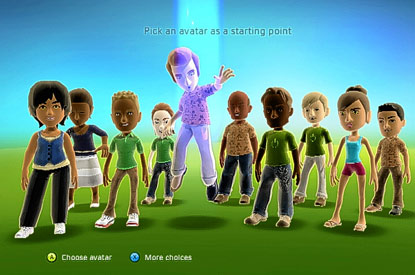 Pick an avatar as a starting point
A Choose avatar
X More choices